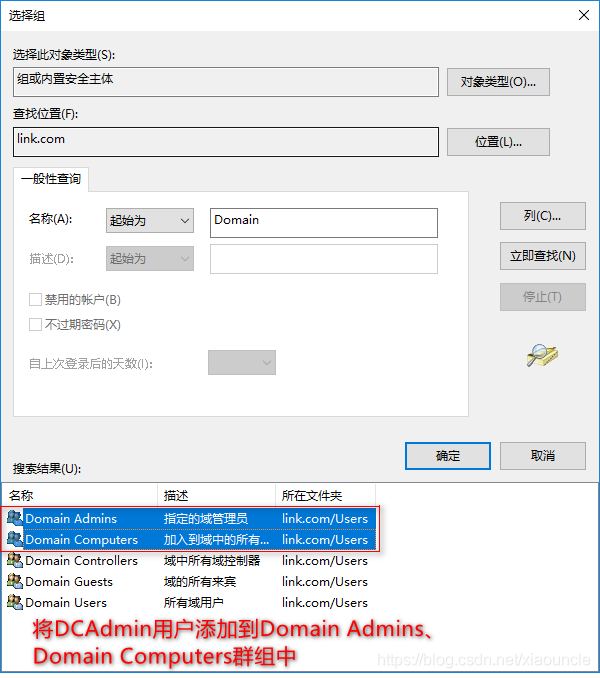 选择组
选择此对象类型(S):
组或内置安全主体
对象类型(O)...
查找位置(F):
link.com
位置(L)...
一般性查询
名称(A):
起始为
Domain
列(C)...
描述(D):
起始为
立即查找(N)
禁用的帐户(B)
停止(T)
不过期密码(X)
自上次登录后的天数(I):
确定
取消
搜索结果(U):
名称 描述 所在文件夹
Domain Admins 指定的域管理员 link.com/Users
Domain Computers 加入到域中的所有... link.com/Users
Domain Controllers 域中所有域控制器 link.com/Users
Domain Guests 域的所有来宾 link.com/Users
Domain Users 所有域用户 link.com/Users
将DCAdmin用户添加到Domain Admins、
Domain Computers群组中
https://blog.csdn.net/xiaouncle